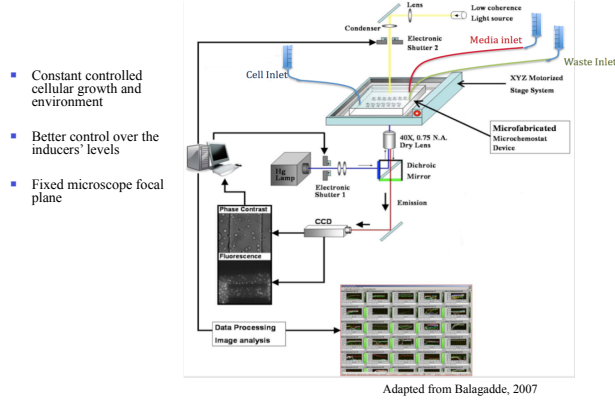 Constant controlled
cellular growth and
environment
Better control over the
inducers' levels
Fixed microscope focal
plane
Lens
Condenser
Low coherence
Light source
Electronic
Shutter 2
Media inlet
Waste Inlet
Cell Inlet
XYZ Motorized
Stage System
40X, 0.75 N.A.
Dry Lens
Microfabricated
Microchemostat
Device
Hg
Lamp
Electronic
Shutter 1
Dichroic
Mirror
Emission
CCD
Phase Contrast
Fluorescence
Data Processing
Image analysis
Adapted from Balagadde, 2007